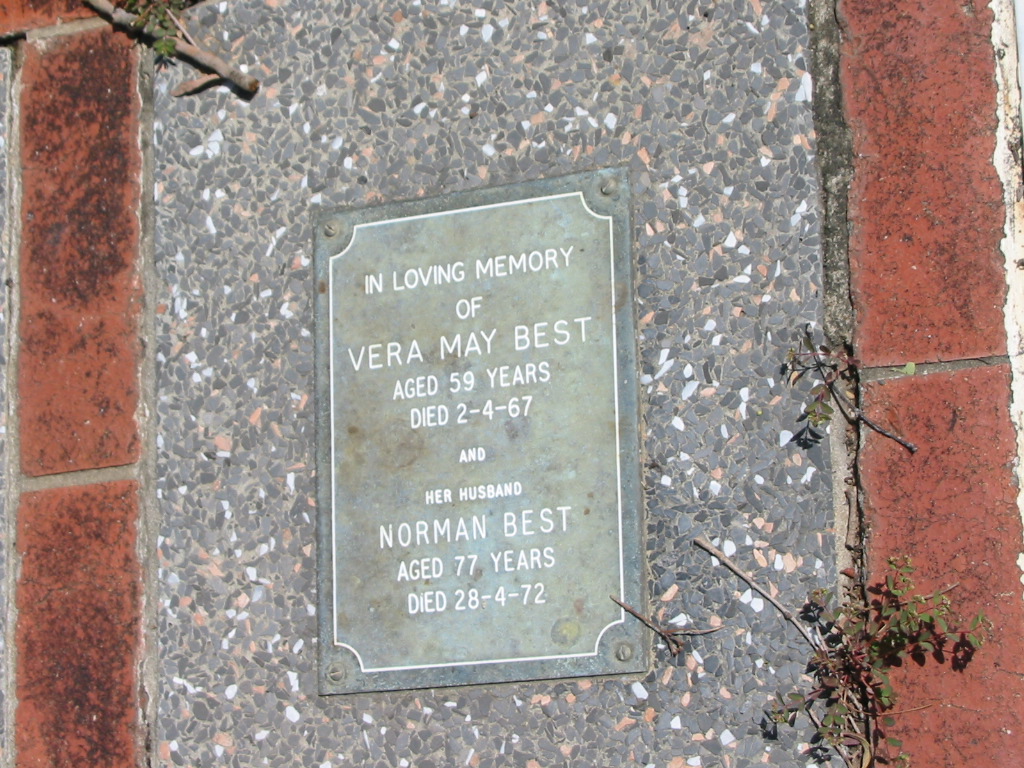 IN LOVING MEMORY
OF
VERA MAY BEST
AGED 59 YEARS
DIED 2-4-67
AND
HER HUSBAND
NORMAN BEST
AGED 77 YEARS
DIED 28-4-72